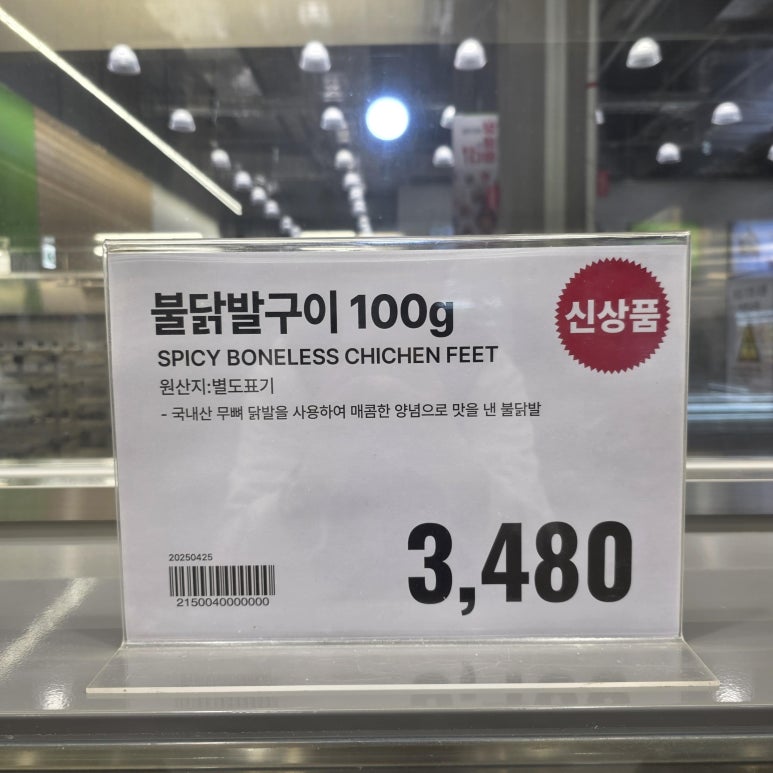 불닭발구이 100g
신상품
SPICY BONELESS CHICHEN FEET
원산지:별도표기
- 국내산 무뼈 닭발을 사용하여 매콤한 양념으로 맛을 낸 불닭발
20250425
2150040000000
3,480